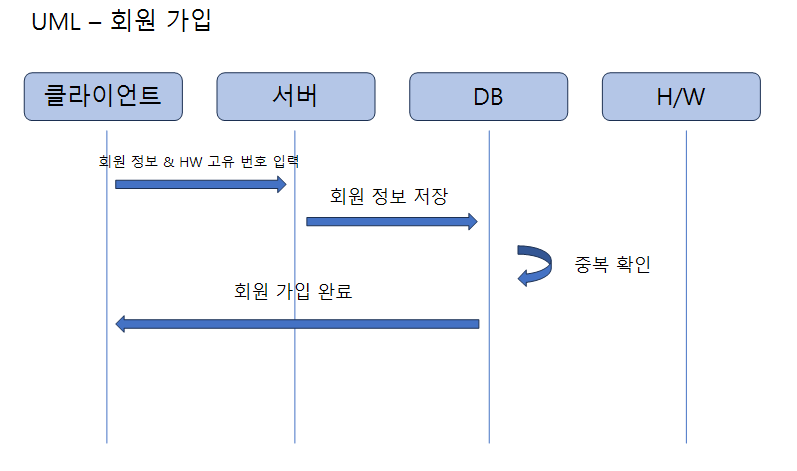 UML – 회원 가입
클라이언트
서버
DB
H/W
회원 정보 & HW 고유 번호 입력
회원 정보 저장
중복 확인
회원 가입 완료